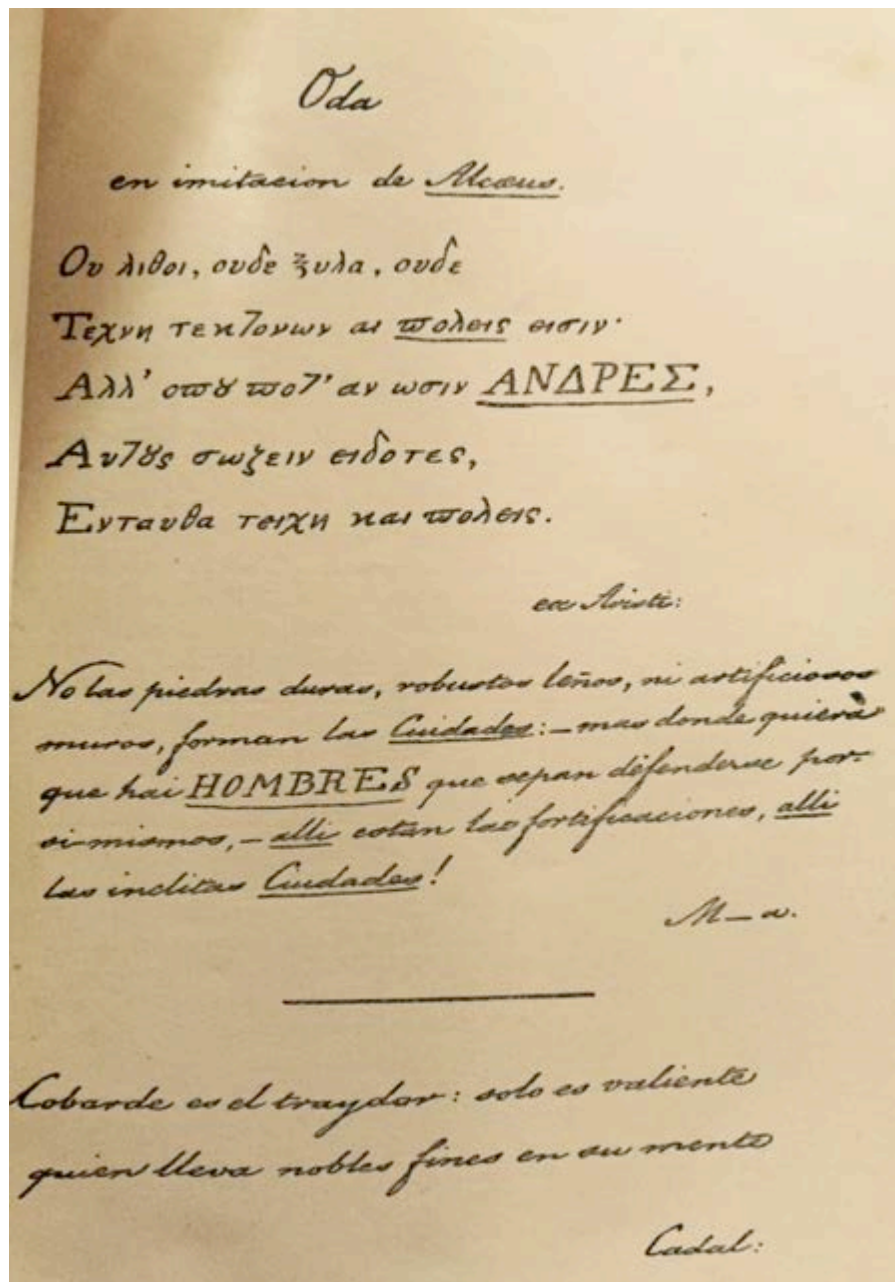 Oda
en imitacion de Alcæus.
Ου λιθοι, ουδε ξυλα, ουδε
Τεχνη τεκτονων αι πολεις εισιν·
Αλλ' οπου ποτ' αν ωσιν ΑΝΔΡΕΣ,
Αυτους σωζειν ειδοτες,
Ενταυθα τειχη και πολεις.
ex Aristi:
No las piedras duras, robustos leños, ni artificiosos
muros, forman las Cuidades: — mas donde quiera
que hai HOMBRES que sepan defenderse por-
si-mismos, — alli estan las fortificaciones, alli
las inclitas Ciudades!
M — a.
Cobarde es el traydor: solo es valiente
quien lleva nobles fines en su mente
Cadal: